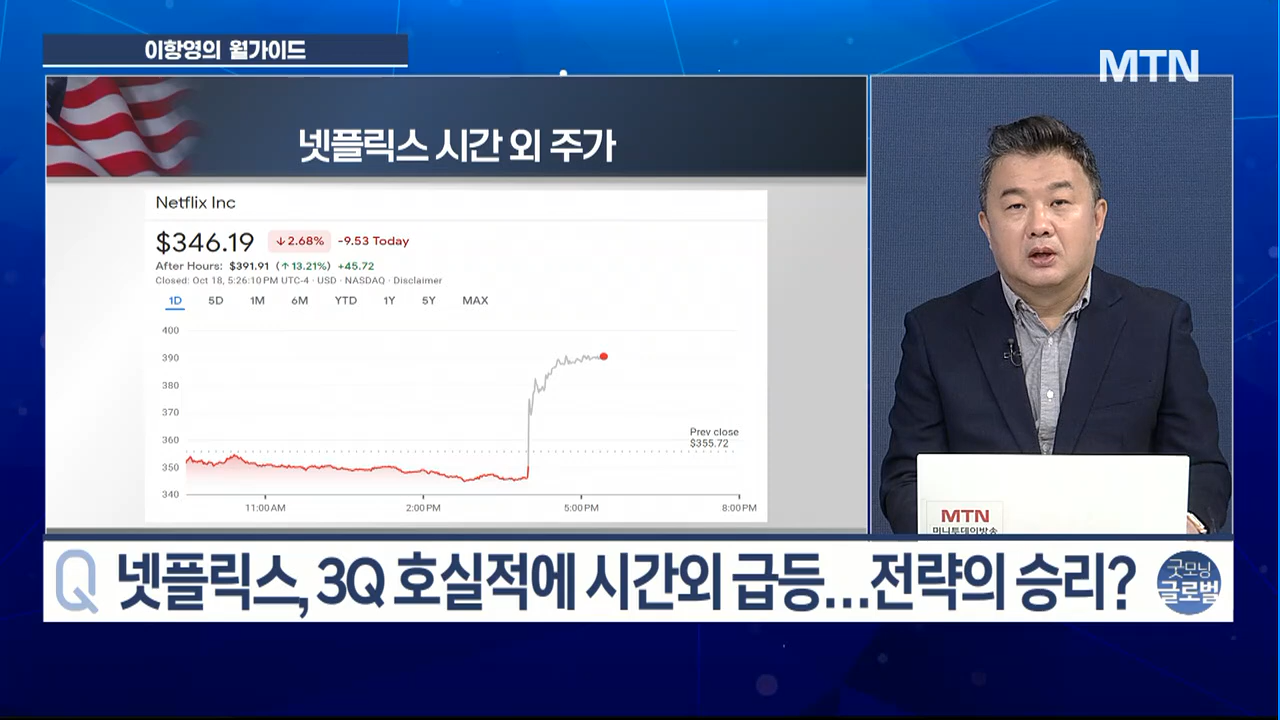 이항영의 월가이드
MTN
넷플릭스 시간 외 주가
Netflix Inc
$346.19 ↓2.68% -9.53 Today
After Hours: $391.91 (↑13.21%) +45.72
Closed: Oct 18, 5:26:10 PM UTC-4 · USD · NASDAQ · Disclaimer
1D 5D 1M 6M YTD 1Y 5Y MAX
400
390
380
370
360
350
340
Prev close
$355.72
11:00 AM 2:00 PM 5:00 PM 8:00 PM
MTN
머니투데이방송
Q 넷플릭스, 3Q 호실적에 시간외 급등...전략의 승리?
굿모닝
글로벌